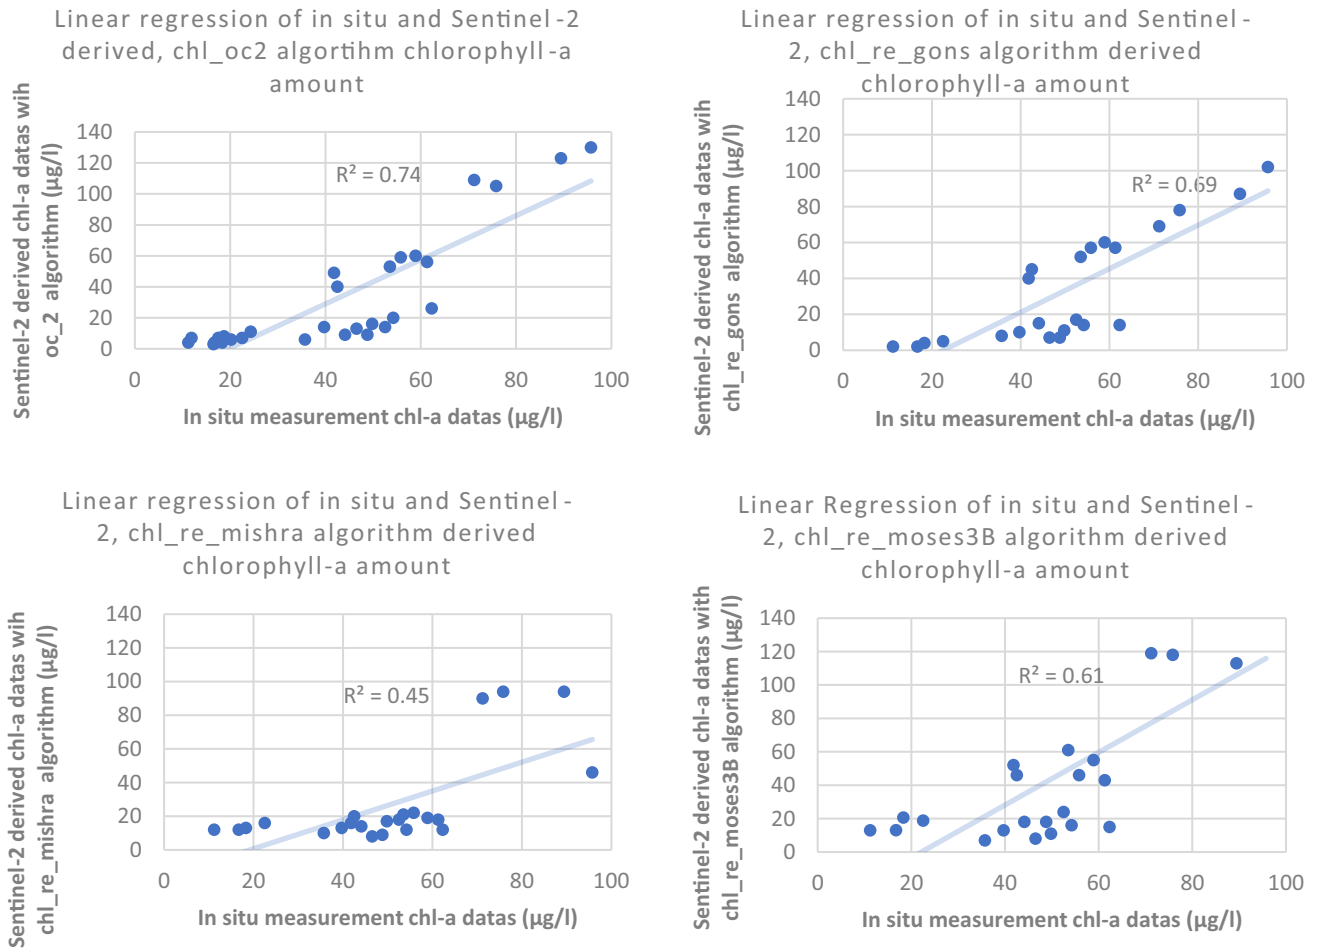 Linear regression of in situ and Sentinel -2
derived, chl_oc2 algortihm chlorophyll -a
amount
Sentinel-2 derived chl-a datas wih
oc_2 algorithm (µg/l)
140
120
100
80
60
40
20
0
R² = 0.74
0 20 40 60 80 100
In situ measurement chl-a datas (µg/l)
Linear regression of in situ and Sentinel -
2, chl_re_gons algorithm derived
chlorophyll-a amount
Sentinel-2 derived chl-a datas wih
chl_re_gons algorithm (µg/l)
140
120
100
80
60
40
20
0
R² = 0.69
0 20 40 60 80 100
In situ measurement chl-a datas (µg/l)
Linear regression of in situ and Sentinel -
2, chl_re_mishra algorithm derived
chlorophyll-a amount
Sentinel-2 derived chl-a datas wih
chl_re_mishra algorithm (µg/l)
140
120
100
80
60
40
20
0
R² = 0.45
0 20 40 60 80 100
In situ measurement chl-a datas (µg/l)
Linear Regression of in situ and Sentinel -
2, chl_re_moses3B algorithm derived
chlorophyll-a amount
Sentinel-2 derived chl-a datas with
chl_re_moses3B algorithm (µg/l)
140
120
100
80
60
40
20
0
R² = 0.61
0 20 40 60 80 100
In situ measurement chl-a datas (µg/l)